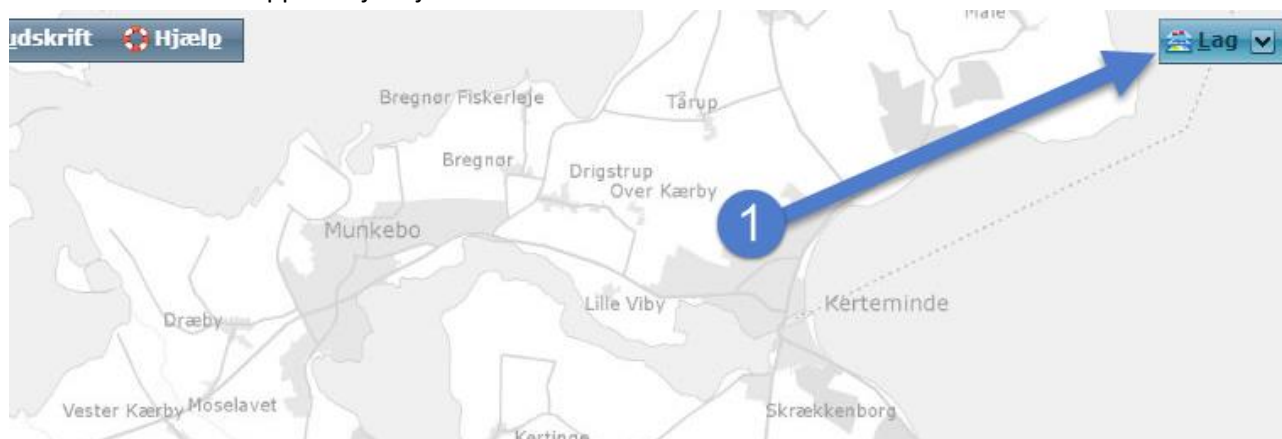 udskrift Hjælp
Lag
Bregnør Fiskerleje
Tårup
Bregnør
Drigstrup
Over Kærby
1
Munkebo
Lille Viby
Kerteminde
Dræby
Vester Kærby
Moselavet
Skrækkenborg
Kertinge